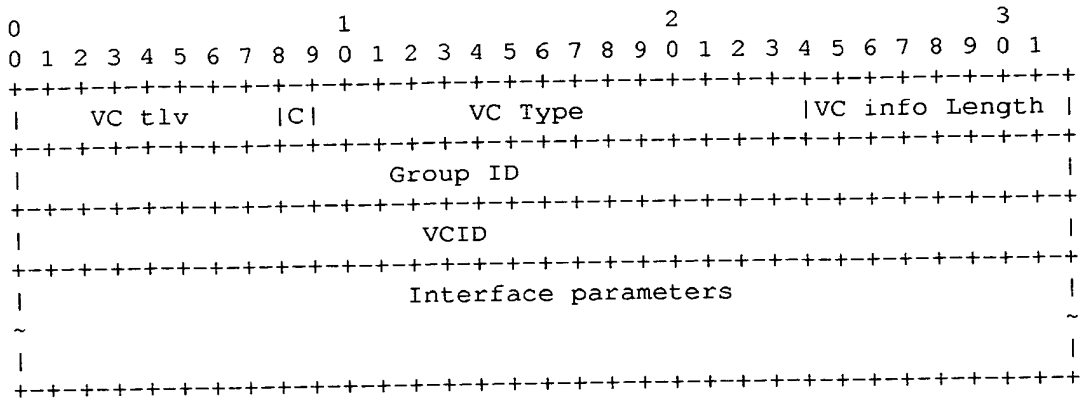 0                   1                   2                   3
0 1 2 3 4 5 6 7 8 9 0 1 2 3 4 5 6 7 8 9 0 1 2 3 4 5 6 7 8 9 0 1
+-+-+-+-+-+-+-+-+-+-+-+-+-+-+-+-+-+-+-+-+-+-+-+-+-+-+-+-+-+-+-+-+
|    VC tlv     |C|         VC Type             |VC info Length |
+-+-+-+-+-+-+-+-+-+-+-+-+-+-+-+-+-+-+-+-+-+-+-+-+-+-+-+-+-+-+-+-+
|                      Group ID                                 |
+-+-+-+-+-+-+-+-+-+-+-+-+-+-+-+-+-+-+-+-+-+-+-+-+-+-+-+-+-+-+-+-+
|                        VCID                                   |
+-+-+-+-+-+-+-+-+-+-+-+-+-+-+-+-+-+-+-+-+-+-+-+-+-+-+-+-+-+-+-+-+
|                       Interface parameters                    |
~                                                               ~
|                                                               |
+-+-+-+-+-+-+-+-+-+-+-+-+-+-+-+-+-+-+-+-+-+-+-+-+-+-+-+-+-+-+-+-+